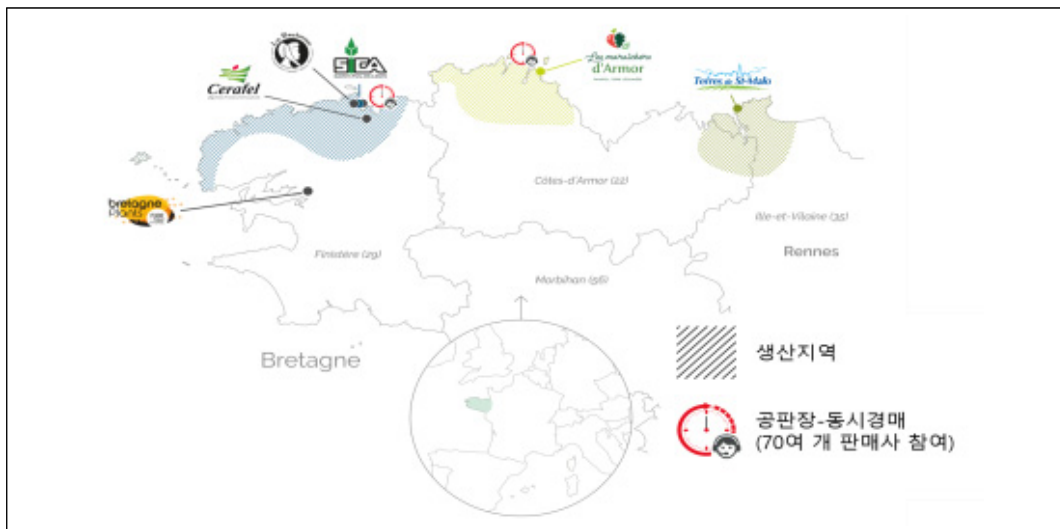 SICA
Les maraîchers
d'Armor
Cerafel
Terres de St-Malo
Côtes-d'Armor (22)
bretagne
plants
Ille-et-Vilaine (35)
Finistère (29)
Rennes
Morbihan (56)
Bretagne
생산지역
공판장-동시경매
(70여 개 판매사 참여)